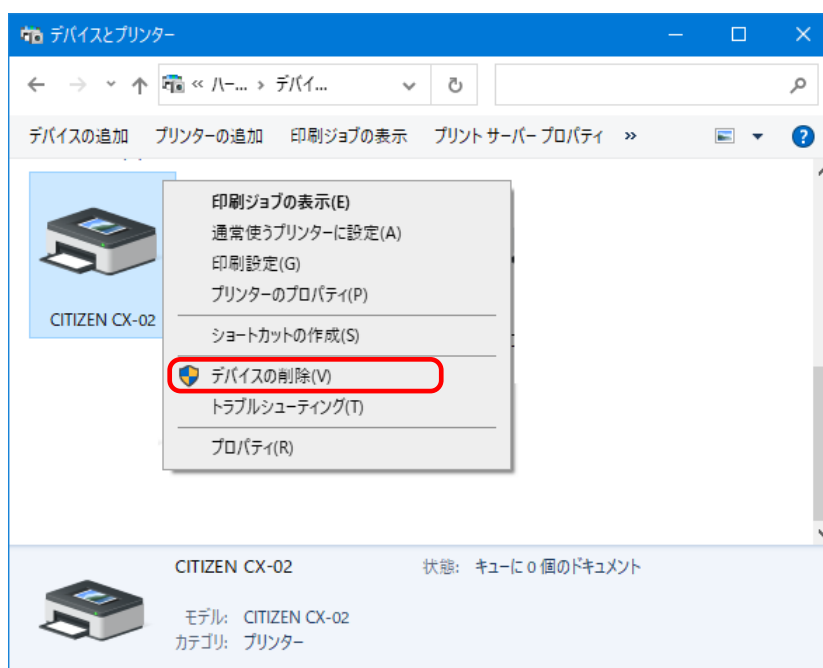 デバイスとプリンター
« ハー... › デバイ...
デバイスの追加 プリンターの追加 印刷ジョブの表示 プリント サーバー プロパティ »
印刷ジョブの表示(E)
通常使うプリンターに設定(A)
印刷設定(G)
プリンターのプロパティ(P)
CITIZEN CX-02
ショートカットの作成(S)
デバイスの削除(V)
トラブルシューティング(T)
プロパティ(R)
CITIZEN CX-02 状態: キューに 0 個のドキュメント
モデル: CITIZEN CX-02
カテゴリ: プリンター